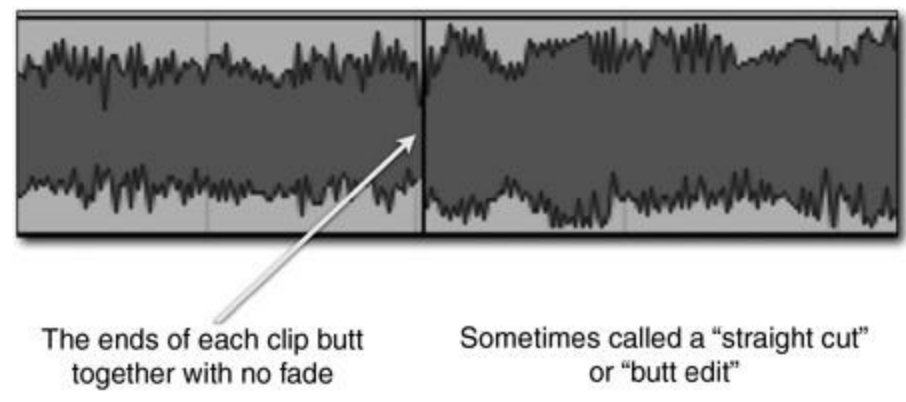 The ends of each clip butt
together with no fade
Sometimes called a “straight cut”
or “butt edit”